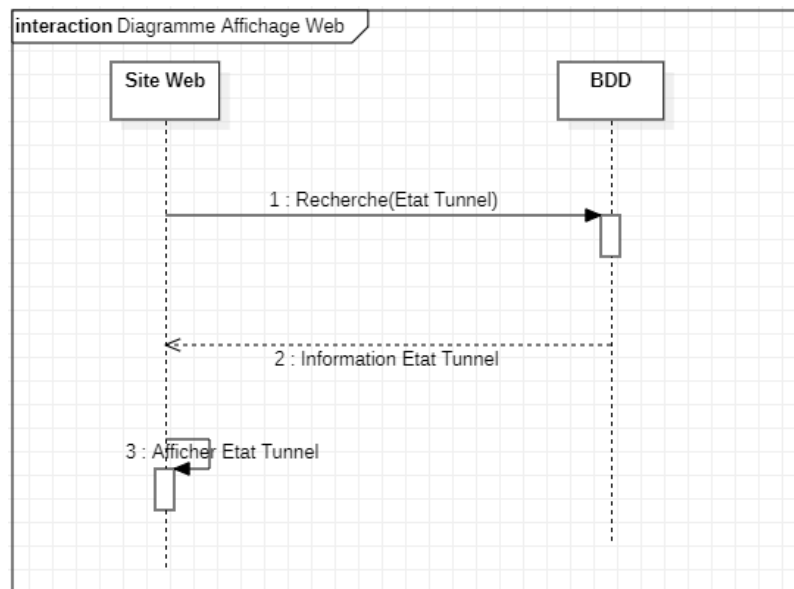 interaction Diagramme Affichage Web
Site Web
BDD
1 : Recherche(Etat Tunnel)
2 : Information Etat Tunnel
3 : Afficher Etat Tunnel